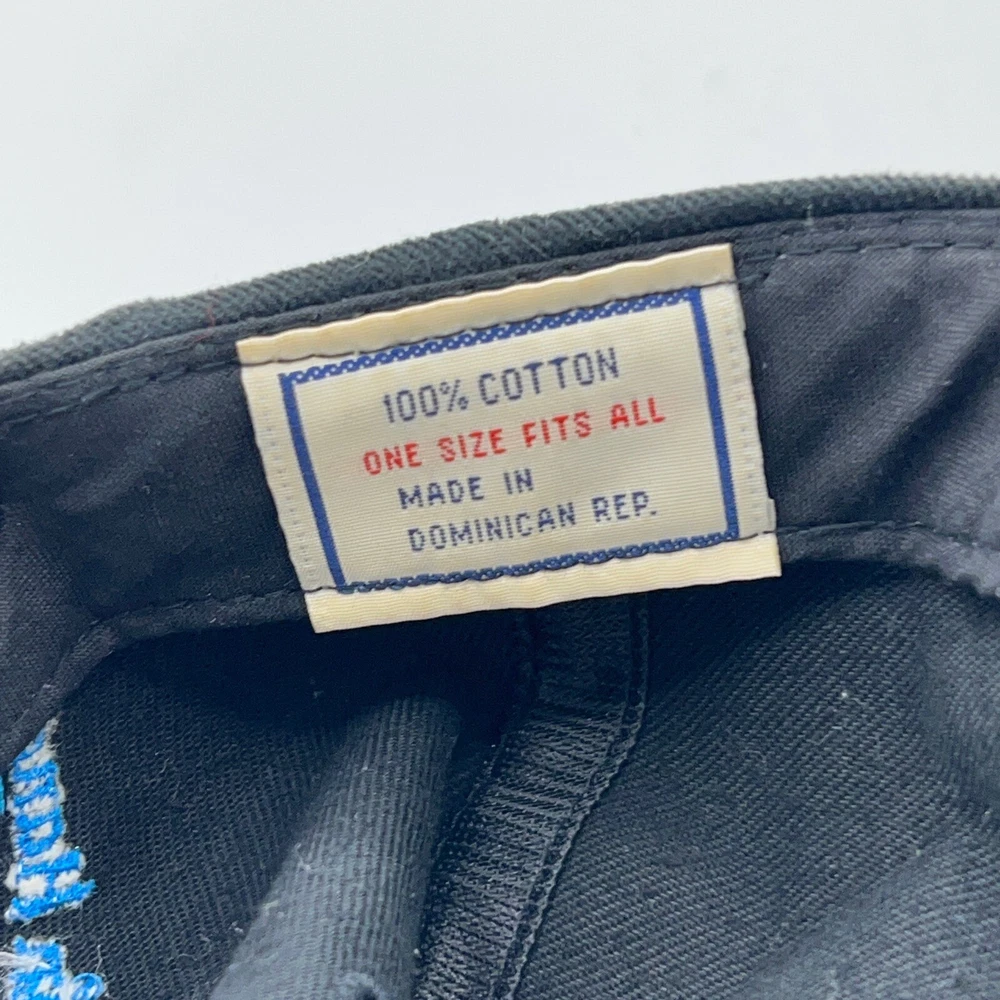 100% COTTON
ONE SIZE FITS ALL
MADE IN
DOMINICAN REP.